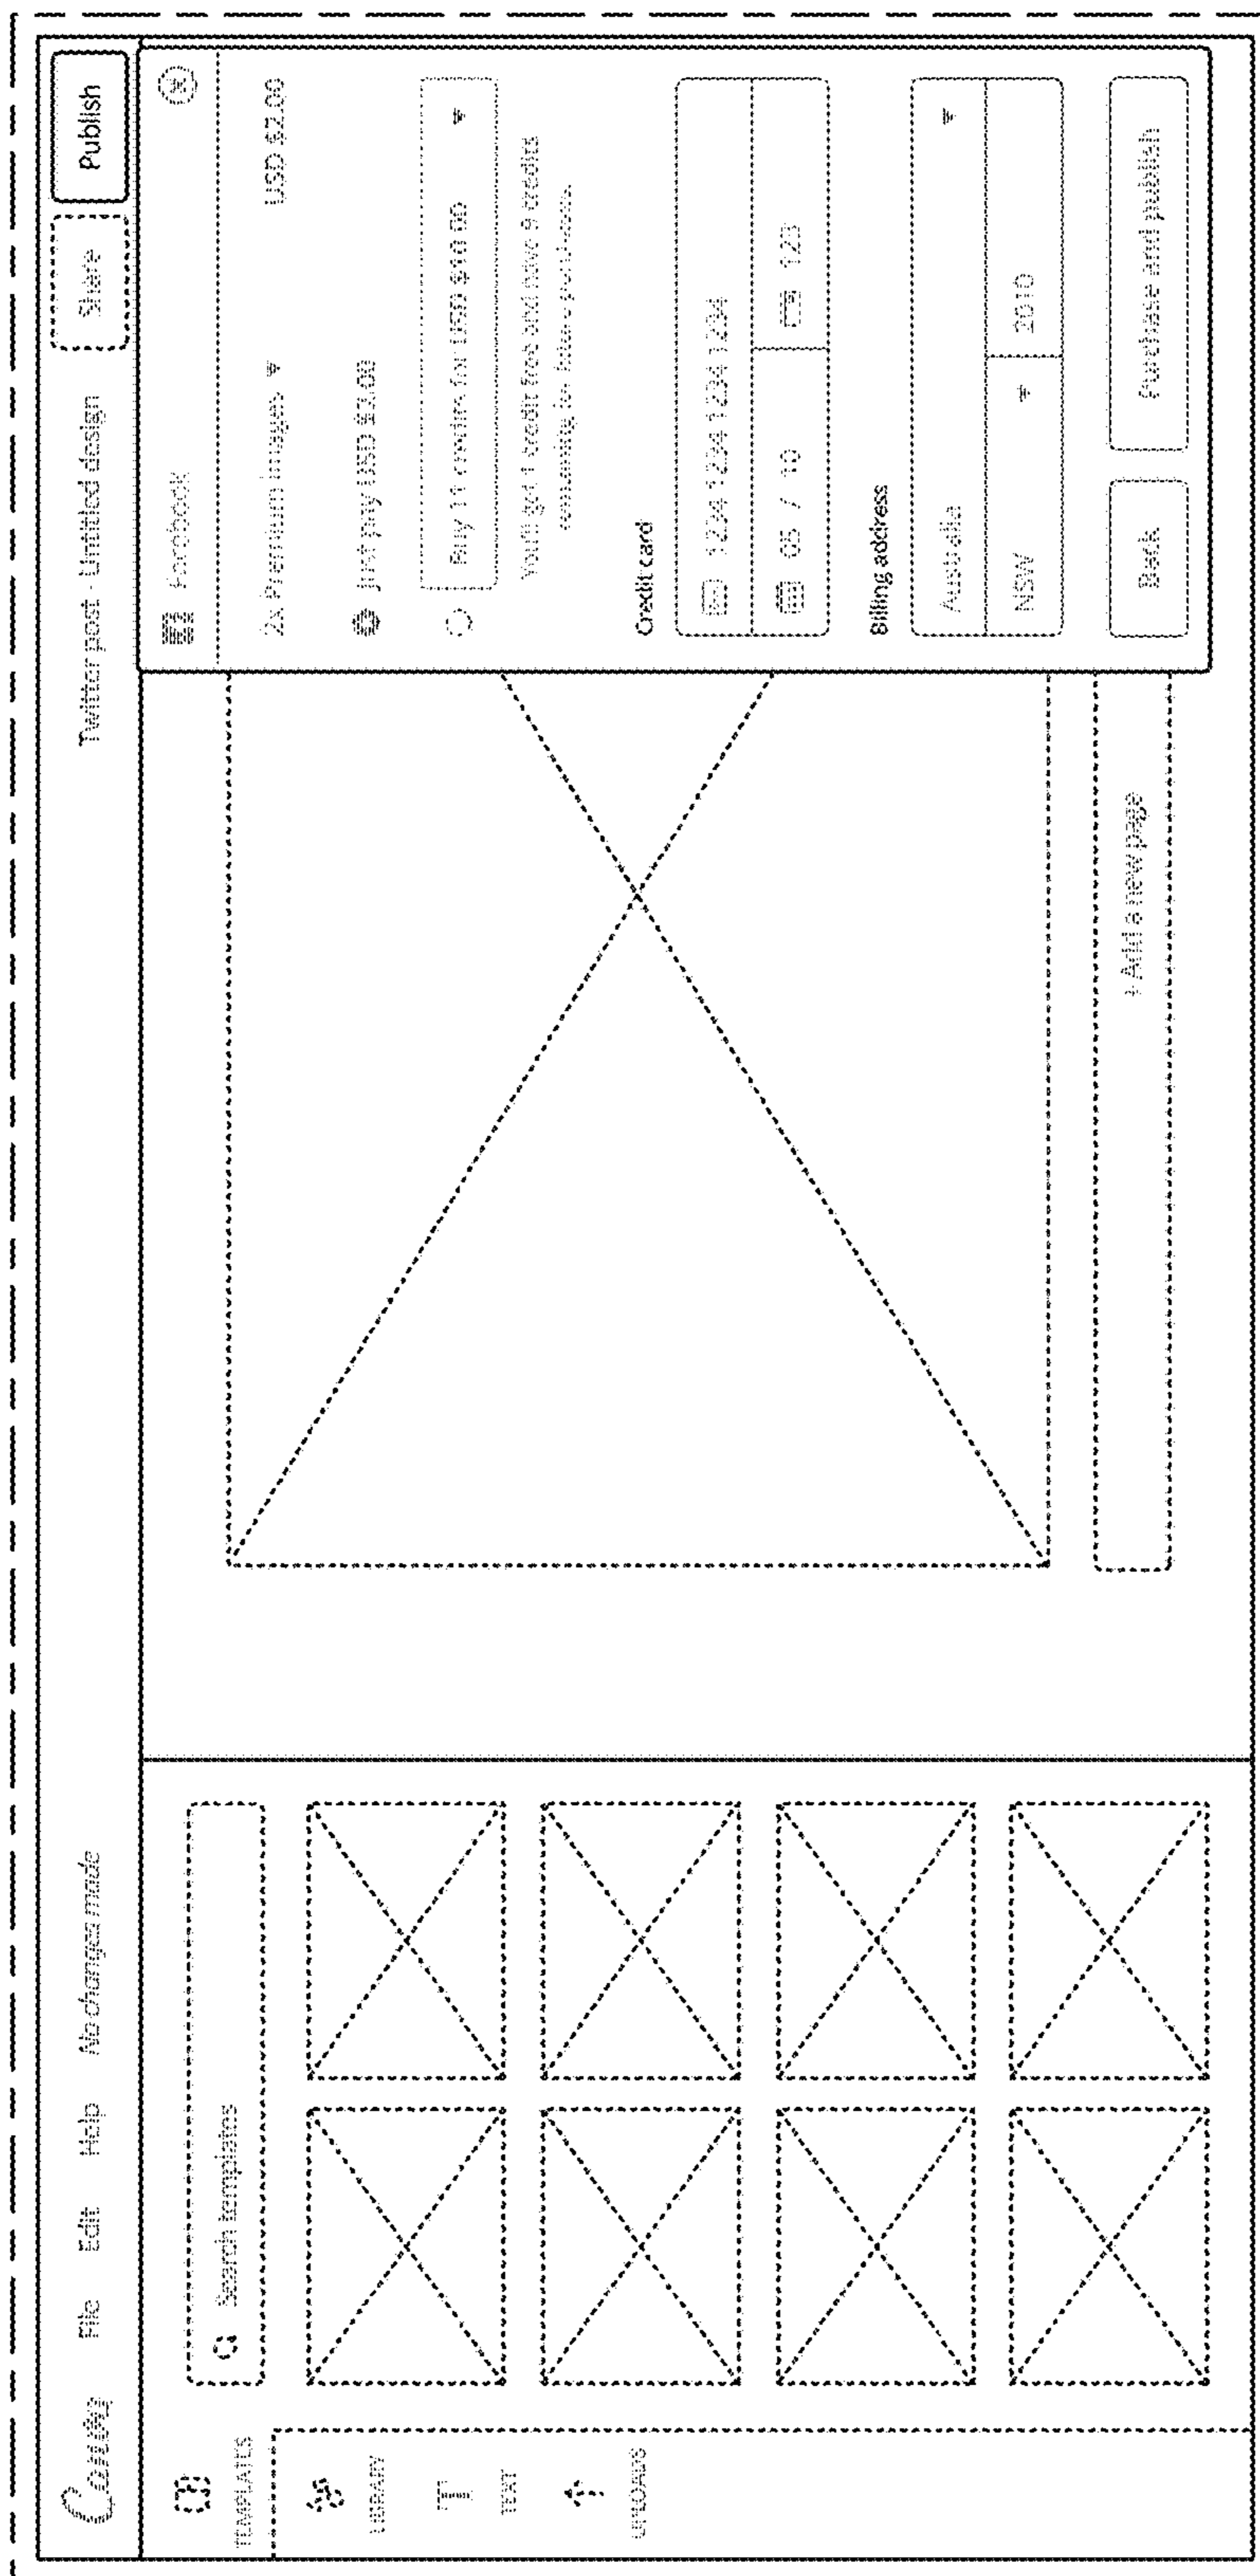 Canva File Edit Help No changes made Twitter post - Untitled design Share Publish
TEMPLATES
LIBRARY
TEXT
UPLOADS
Search templates
+ Add a new page
Facebook
2x Premium images USD $2.00
Just pay USD $2.00
Buy 11 credits for USD $10.00
You'll get 1 credit free and have 9 credits
remaining for future purchases.
Credit card
1234 1234 1234 1234
05 / 10 123
Billing address
Australia
NSW 2010
Back Purchase and publish